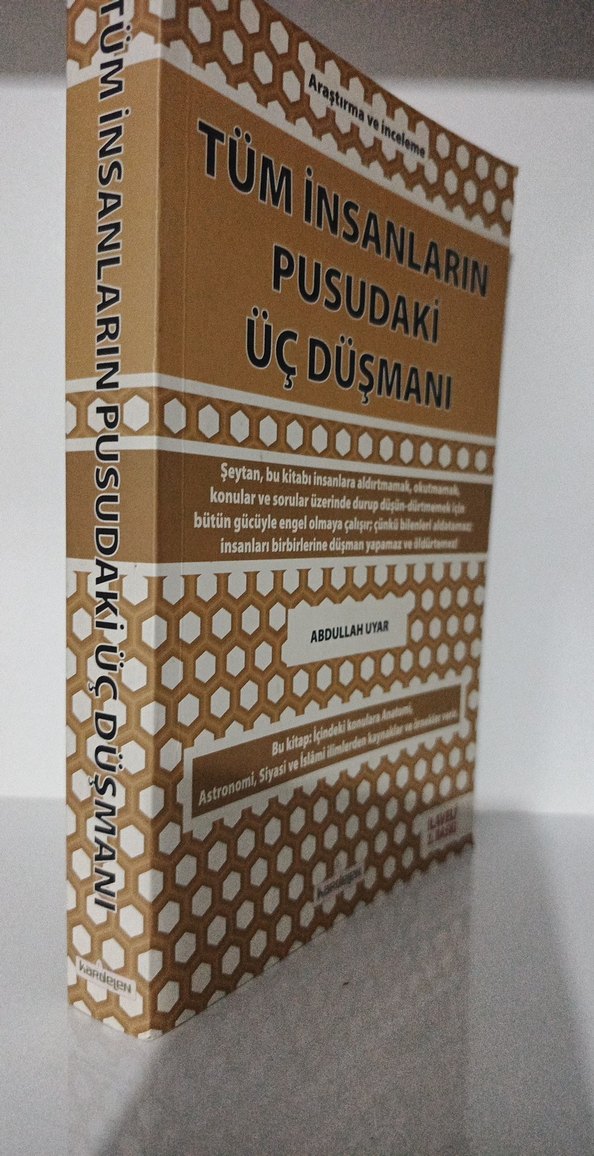 TÜM İNSANLARIN PUSUDAKİ ÜÇ DÜŞMANI
kardelen
Araştırma ve İnceleme
TÜM İNSANLARIN
PUSUDAKİ
ÜÇ DÜŞMANI
Şeytan, bu kitabı insanlara aldırtmamak, okutmamak,
konular ve sorular üzerinde durup düşün-dürtmemek için
bütün gücüyle engel olmaya çalışır; çünkü bilenleri aldatamaz
insanları birbirlerine düşman yapamaz ve öldürtemez!
ABDULLAH UYAR
Bu kitap: İçindeki konulara Anatomi,
Astronomi, Siyasi ve İslâmi ilimlerden kaynaklar ve örnekler verir.
kardelen